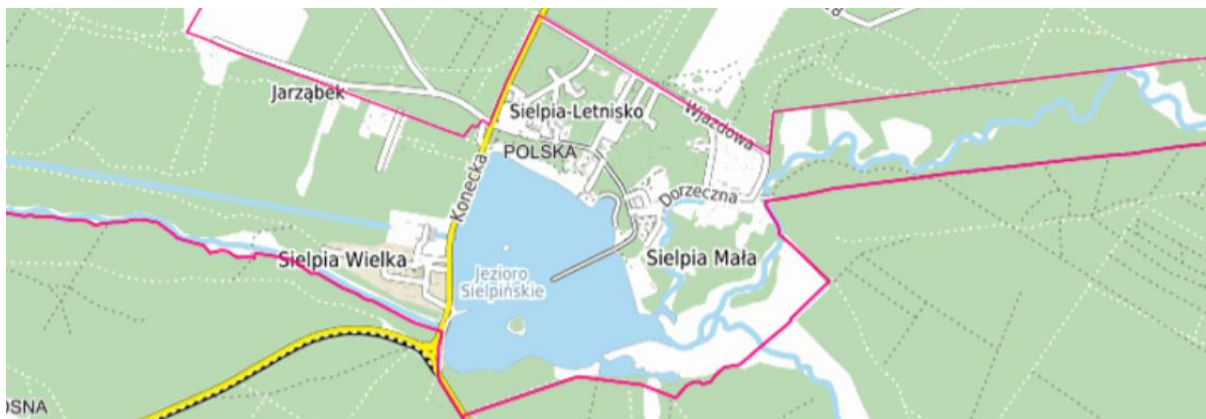 Jarząbek
Sielpia-Letnisko
Wjazdowa
POLSKA
Konecka
Dorzeczna
Sielpia Wielka
Sielpia Mała
Jezioro
Sielpińskie
OSNA